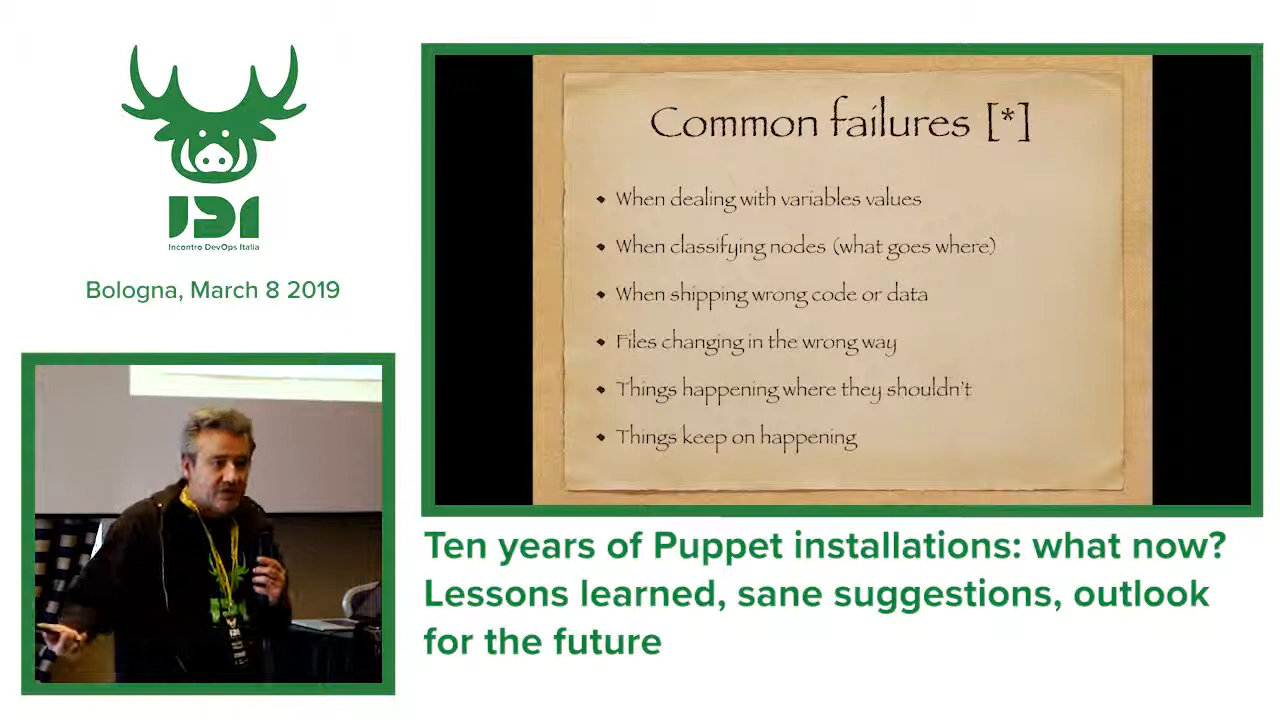 IDI
Incontro DevOps Italia
Bologna, March 8 2019
Common failures [*]
• When dealing with variables values
• When classifying nodes (what goes where)
• When shipping wrong code or data
• Files changing in the wrong way
• Things happening where they shouldn't
• Things keep on happening
Ten years of Puppet installations: what now?
Lessons learned, sane suggestions, outlook
for the future